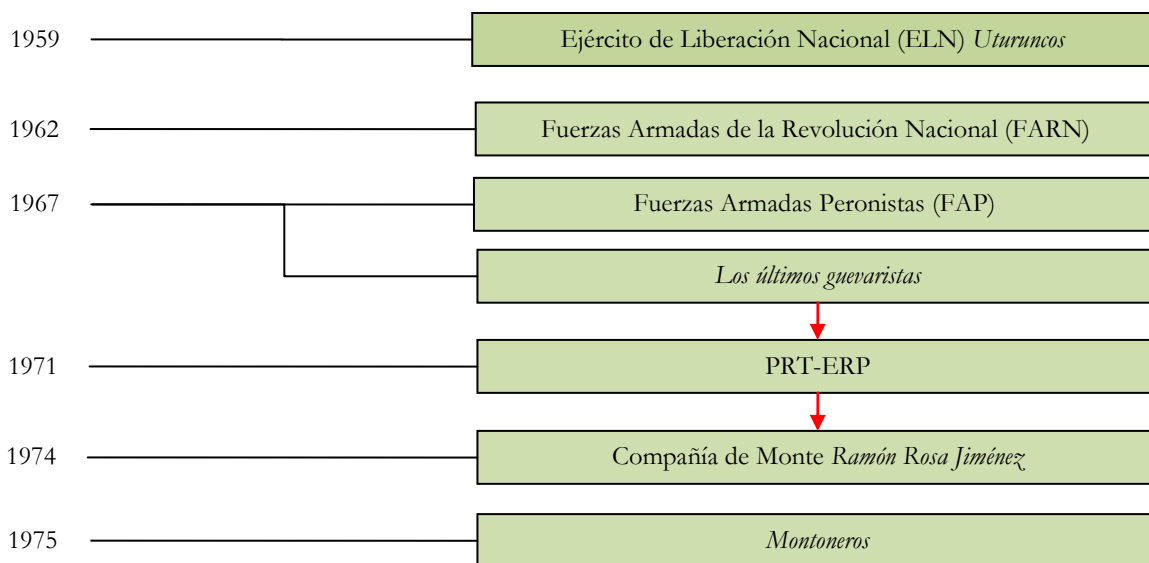 1959 Ejército de Liberación Nacional (ELN) Uturuncos
1962 Fuerzas Armadas de la Revolución Nacional (FARN)
1967 Fuerzas Armadas Peronistas (FAP)
Los últimos guevaristas
1971 PRT-ERP
1974 Compañía de Monte Ramón Rosa Jiménez
1975 Montoneros